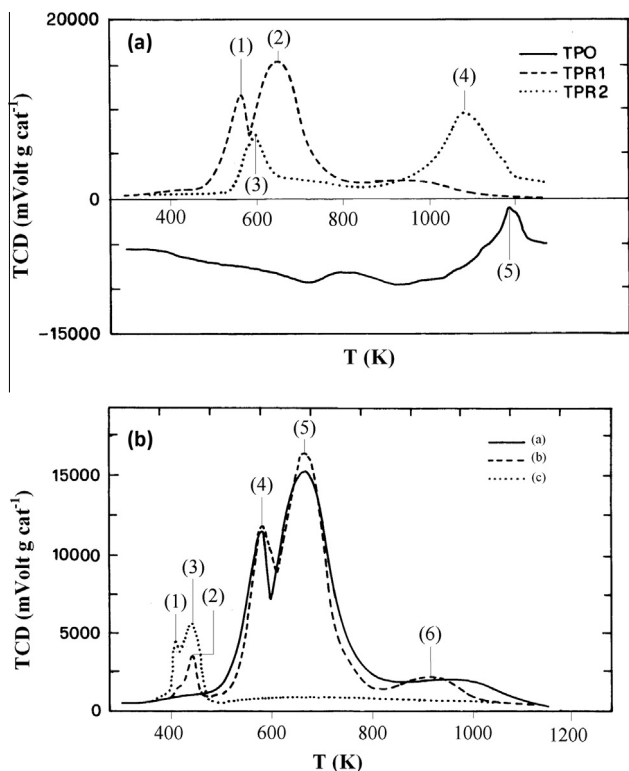 (a)
20000
(1)
(2)
(4)
(3)
TPO
TPR1
TPR2
0
400
600
800
1000
(5)
-15000
TCD (mVolt g cat⁻¹)
T (K)
(b)
15000
10000
5000
0
(1)
(3)
(2)
(4)
(5)
(6)
(a)
(b)
(c)
400
600
800
1000
1200
TCD (mVolt g cat⁻¹)
T (K)